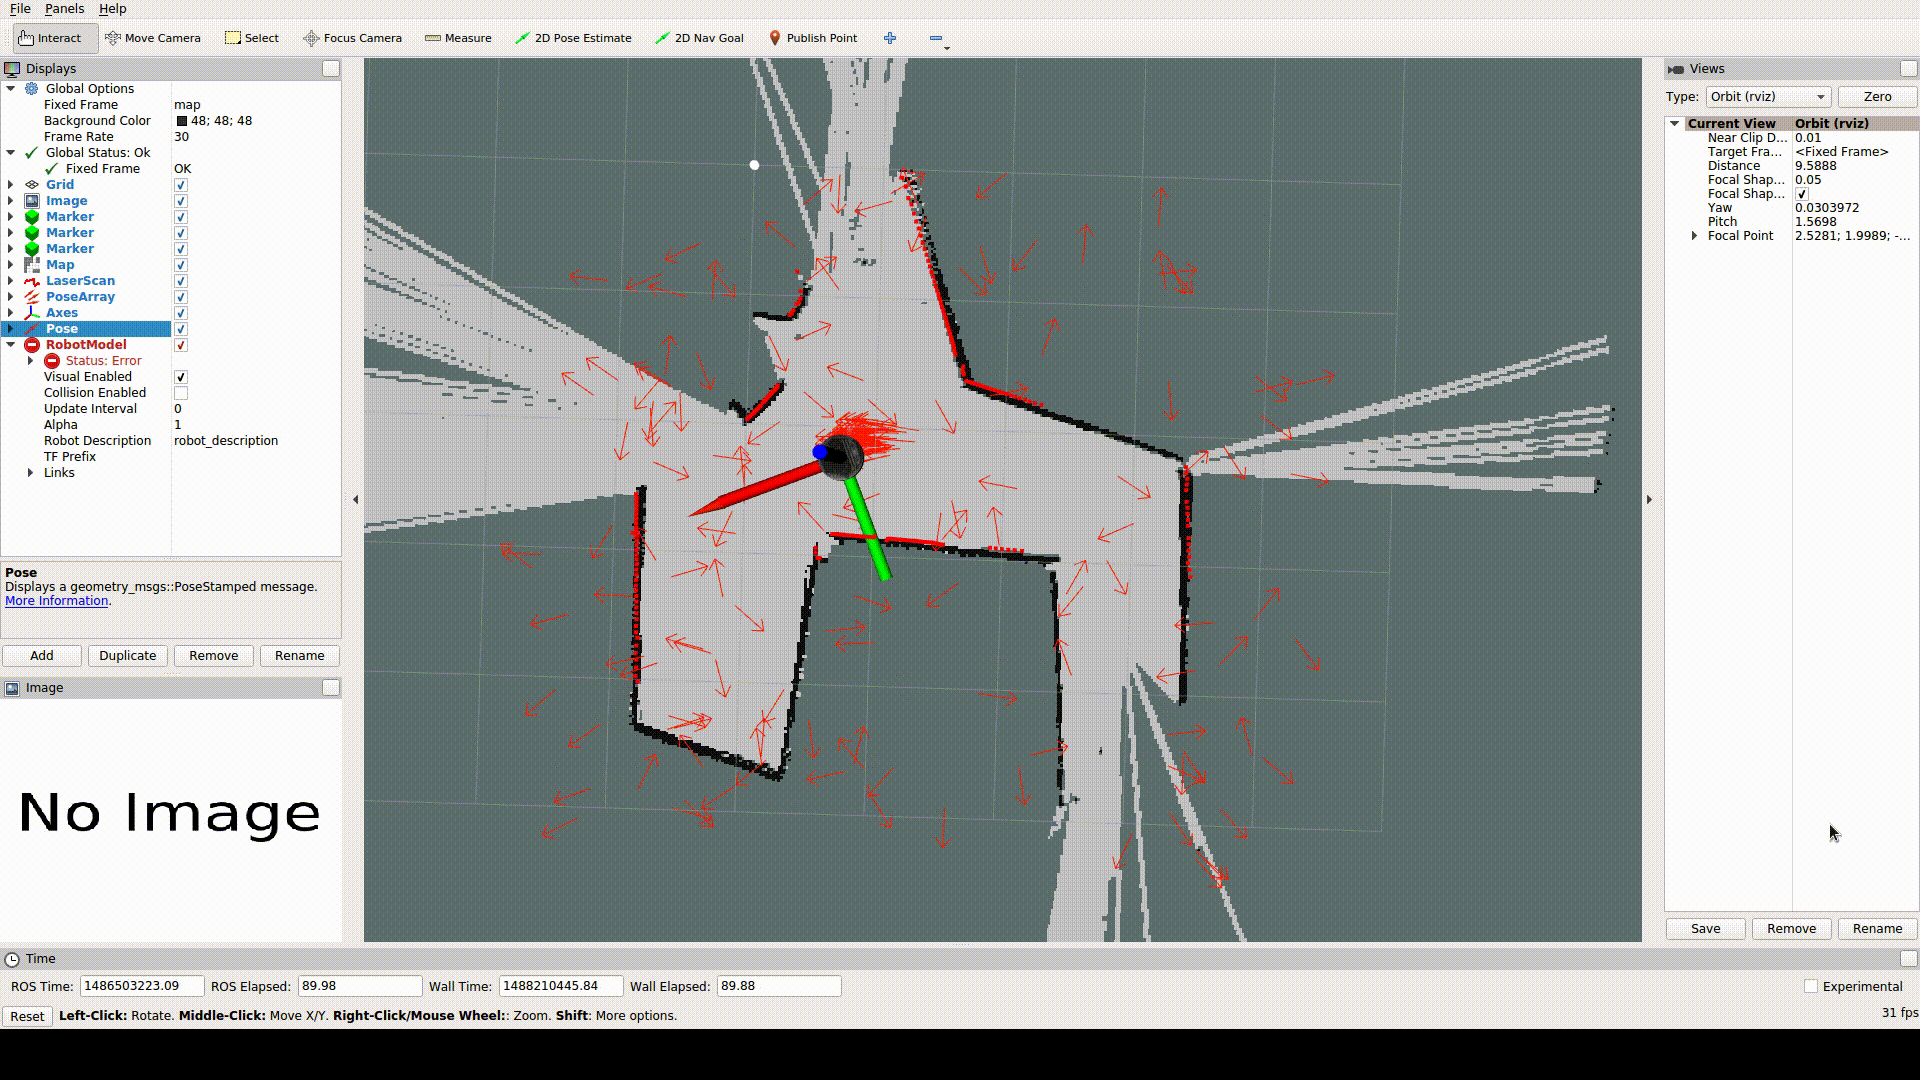 File Panels Help
Interact Move Camera Select Focus Camera Measure 2D Pose Estimate 2D Nav Goal Publish Point
Displays
Global Options
Fixed Frame map
Background Color 48; 48; 48
Frame Rate 30
Global Status: Ok
Fixed Frame OK
Grid
Image
Marker
Marker
Marker
Map
LaserScan
PoseArray
Axes
Pose
RobotModel
Status: Error
Visual Enabled
Collision Enabled
Update Interval 0
Alpha 1
Robot Description robot_description
TF Prefix
Links
Pose
Displays a geometry_msgs::PoseStamped message.
More Information.
Add Duplicate Remove Rename
Image
No Image
Views
Type: Orbit (rviz) Zero
Current View Orbit (rviz)
Near Clip D... 0.01
Target Fra... <Fixed Frame>
Distance 9.5888
Focal Shap... 0.05
Focal Shap...
Yaw 0.0303972
Pitch 1.5698
Focal Point 2.5281; 1.9989; -...
Save Remove Rename
Time
ROS Time: 1486503223.09 ROS Elapsed: 89.98 Wall Time: 1488210445.84 Wall Elapsed: 89.88 Experimental
Reset Left-Click: Rotate. Middle-Click: Move X/Y. Right-Click/Mouse Wheel:: Zoom. Shift: More options. 31 fps